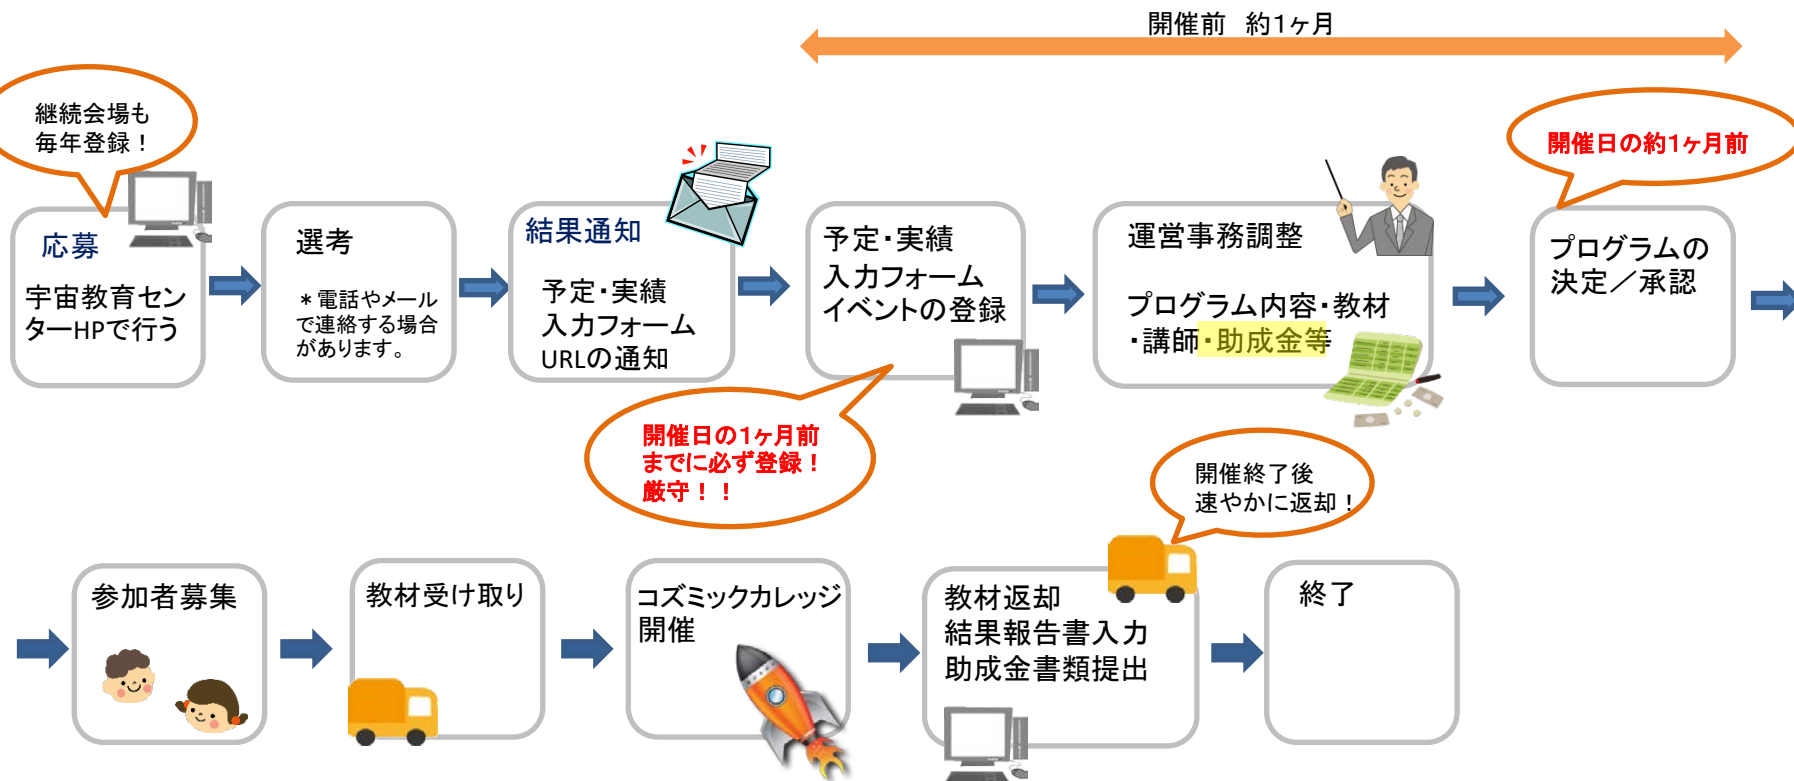 開催前　約1ヶ月
継続会場も
毎年登録！
開催日の約1ヶ月前
応募
宇宙教育セン
ターHPで行う
選考
＊電話やメール
で連絡する場合
があります。
結果通知
予定・実績
入力フォーム
URLの通知
予定・実績
入力フォーム
イベントの登録
運営事務調整
プログラム内容・教材
・講師・助成金等
プログラムの
決定／承認
開催日の1ヶ月前
までに必ず登録！
厳守！！
開催終了後
速やかに返却！
参加者募集
教材受け取り
コズミックカレッジ
開催
教材返却
結果報告書入力
助成金書類提出
終了